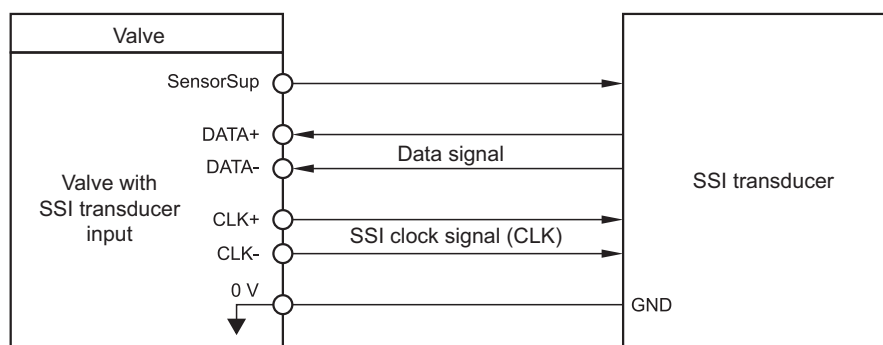 Valve
SensorSup
DATA+
Data signal
DATA-
Valve with
SSI transducer
input
SSI transducer
CLK+
SSI clock signal (CLK)
CLK-
0 V
GND